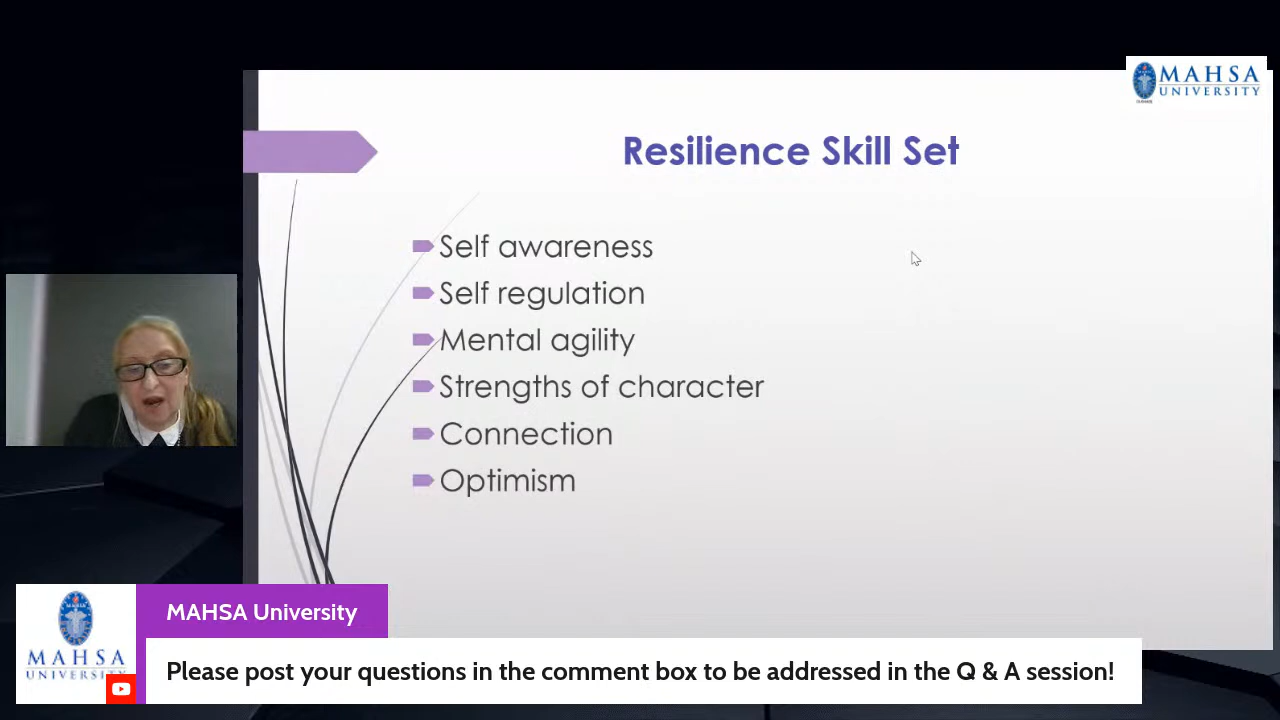 MAHSA
UNIVERSITY
Resilience Skill Set
Self awareness
Self regulation
Mental agility
Strengths of character
Connection
Optimism
MAHSA University
MAHSA
UNIVERSITY
Please post your questions in the comment box to be addressed in the Q & A session!